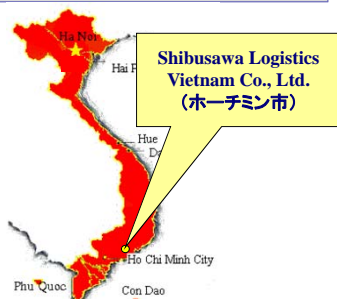 Ha Noi
Shibusawa Logistics
Vietnam Co., Ltd.
（ホーチミン市）
Hai
Hue
Ho Chi Minh City
Phu Quoc
Con Dao